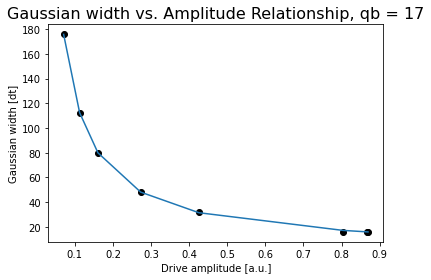 Gaussian width vs. Amplitude Relationship, qb = 17
180
160
140
120
100
80
60
40
20
Gaussian width [dt]
0.1 0.2 0.3 0.4 0.5 0.6 0.7 0.8 0.9
Drive amplitude [a.u.]